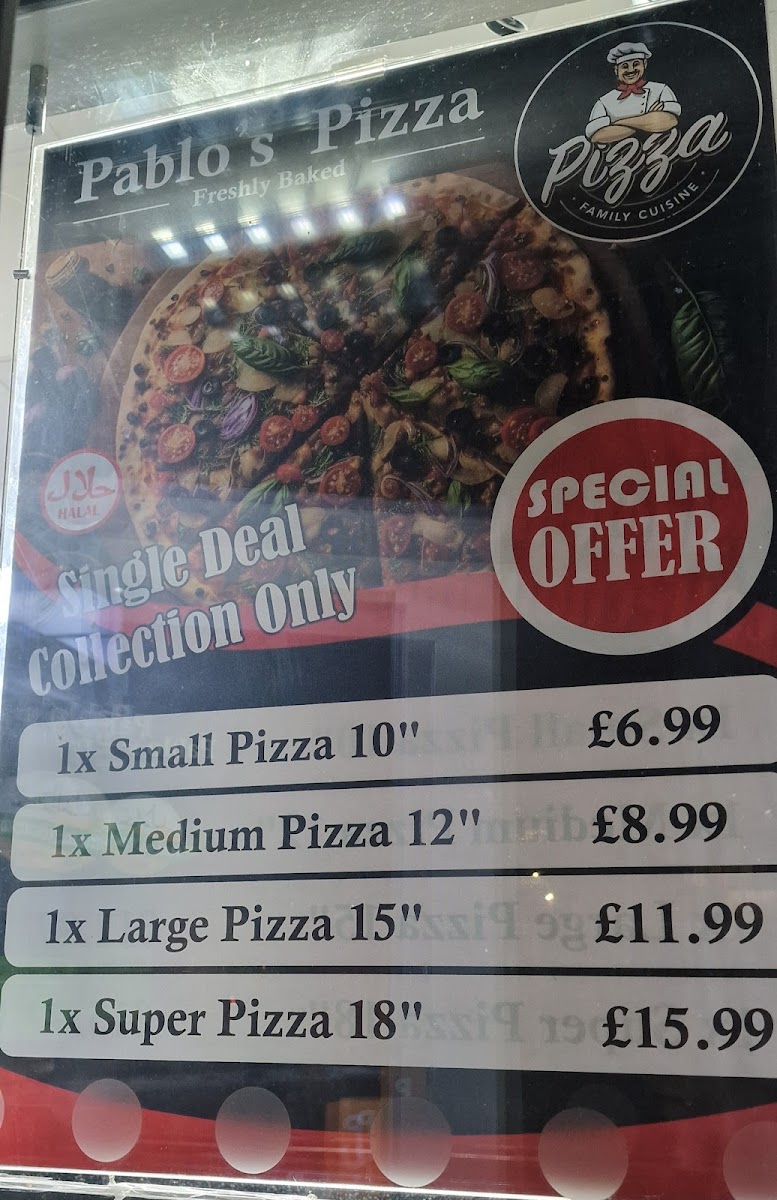 Pablo's Pizza
Freshly Baked
Pizza
• FAMILY CUISINE •
حلال
HALAL
SPECIAL
OFFER
Single Deal
Collection Only
1x Small Pizza 10" £6.99
1x Medium Pizza 12" £8.99
1x Large Pizza 15" £11.99
1x Super Pizza 18" £15.99